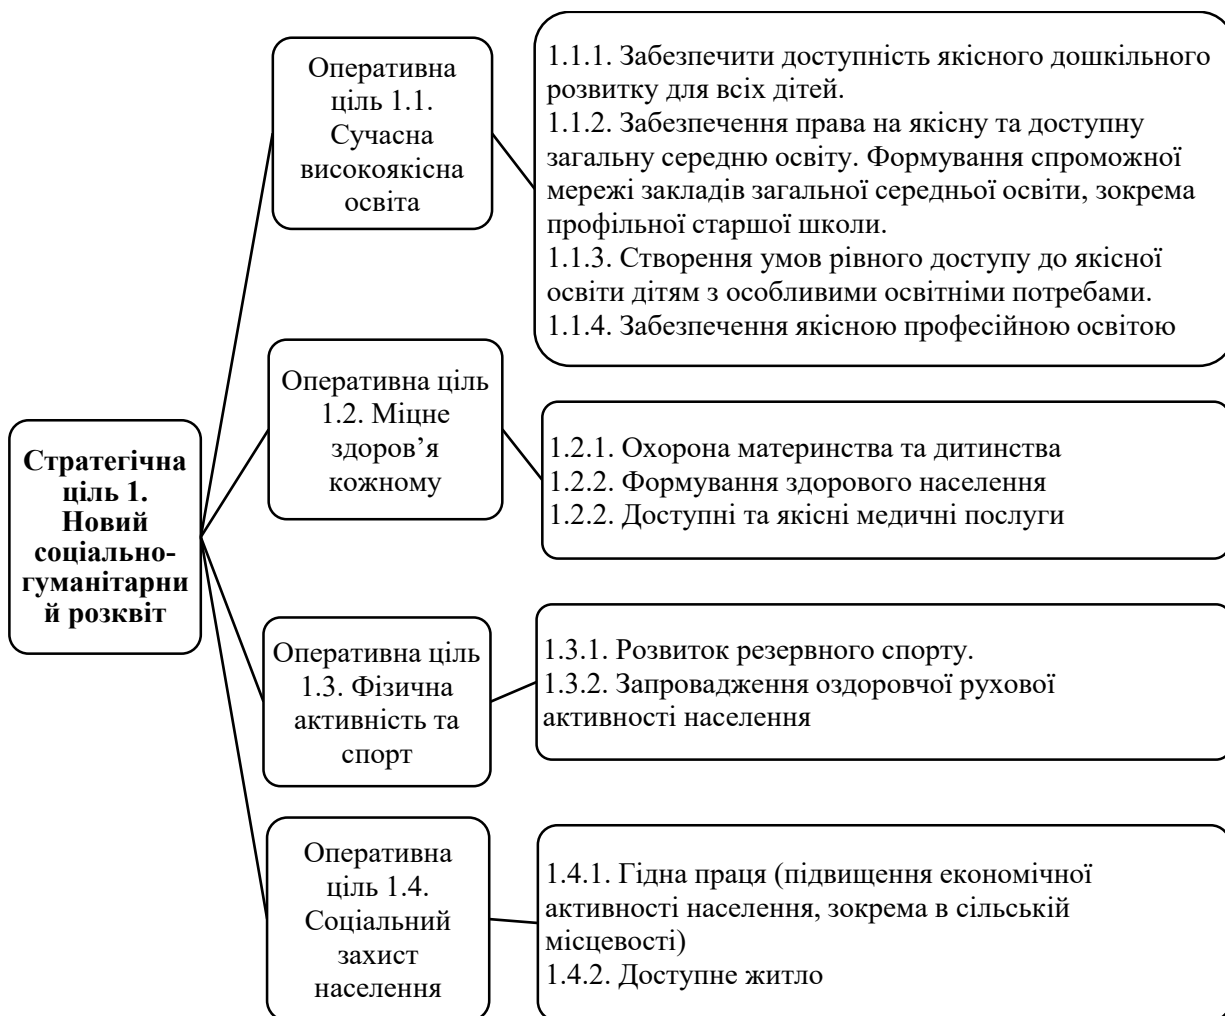 Стратегічна
ціль 1.
Новий
соціально-
гуманітарни
й розквіт
Оперативна
ціль 1.1.
Сучасна
високоякісна
освіта
1.1.1. Забезпечити доступність якісного дошкільного
розвитку для всіх дітей.
1.1.2. Забезпечення права на якісну та доступну
загальну середню освіту. Формування спроможної
мережі закладів загальної середньої освіти, зокрема
профільної старшої школи.
1.1.3. Створення умов рівного доступу до якісної
освіти дітям з особливими освітніми потребами.
1.1.4. Забезпечення якісною професійною освітою
Оперативна ціль
1.2. Міцне
здоров’я
кожному
1.2.1. Охорона материнства та дитинства
1.2.2. Формування здорового населення
1.2.2. Доступні та якісні медичні послуги
Оперативна ціль
1.3. Фізична
активність та
спорт
1.3.1. Розвиток резервного спорту.
1.3.2. Запровадження оздоровчої рухової
активності населення
Оперативна
ціль 1.4.
Соціальний
захист
населення
1.4.1. Гідна праця (підвищення економічної
активності населення, зокрема в сільській
місцевості)
1.4.2. Доступне житло